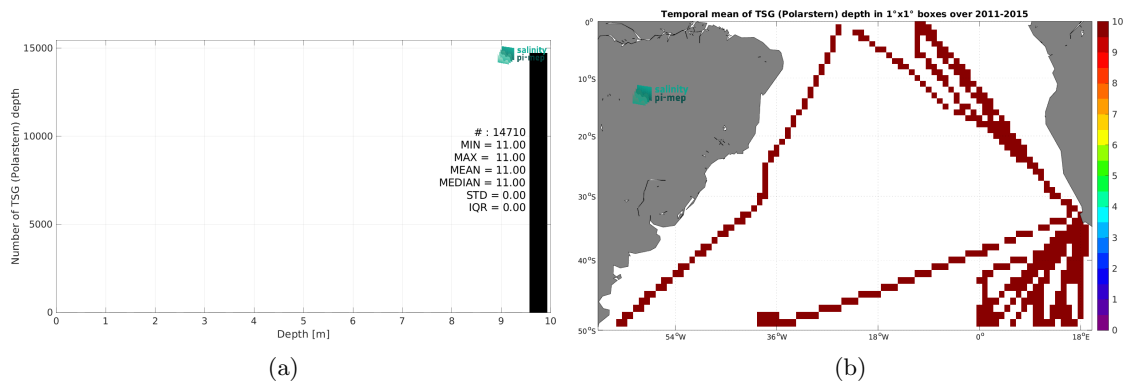 Number of TSG (Polarstern) depth
15000
10000
5000
0
0 1 2 3 4 5 6 7 8 9 10
Depth [m]
salinity
pi-mep
# : 14710
MIN = 11.00
MAX = 11.00
MEAN = 11.00
MEDIAN = 11.00
STD = 0.00
IQR = 0.00
(a)
Temporal mean of TSG (Polarstern) depth in 1°x1° boxes over 2011-2015
0°
10°S
20°S
30°S
40°S
50°S
54°W 36°W 18°W 0° 18°E
salinity
pi-mep
10
9
8
7
6
5
4
3
2
1
0
(b)